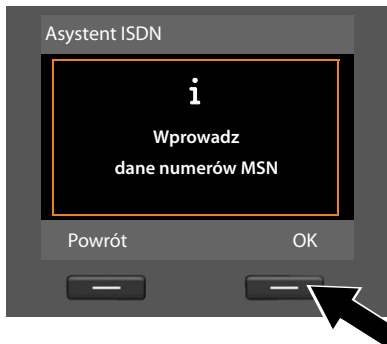 Asystent ISDN
i
Wprowadz
dane numerów MSN
Powrót OK